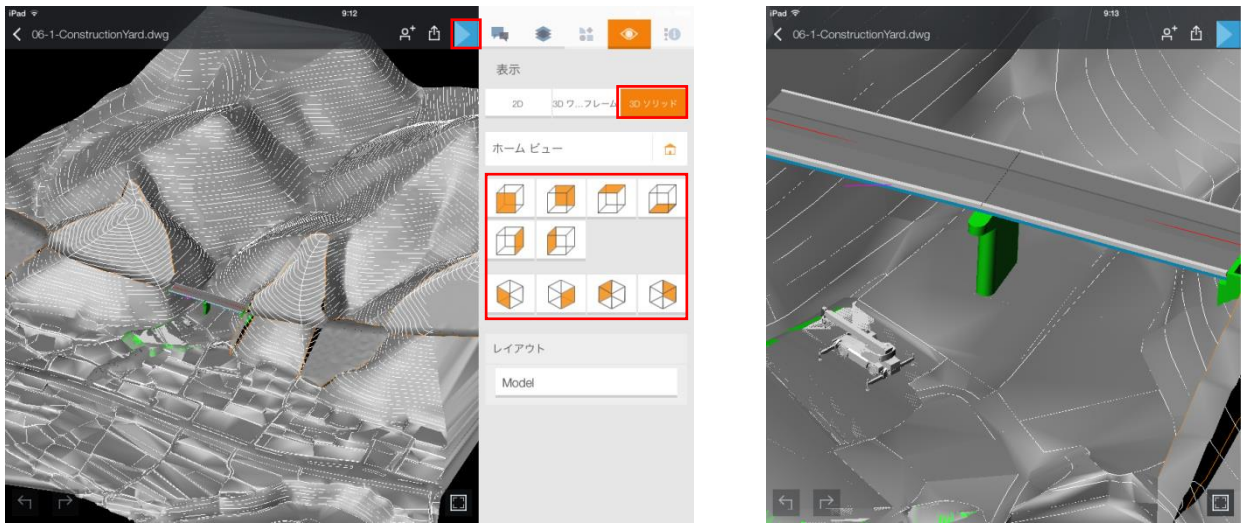 iPad 9:12
06-1-ConstructionYard.dwg
表示
2D 3D ワ...フレーム 3D ソリッド
ホーム ビュー
レイアウト
Model
iPad 9:13
06-1-ConstructionYard.dwg